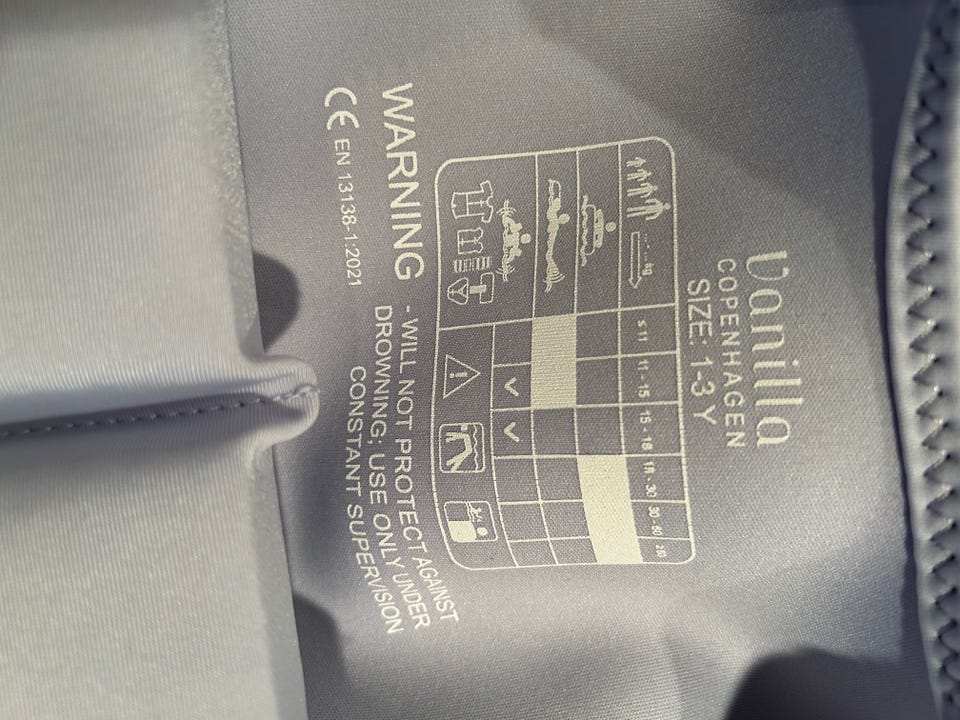 Vanilla
COPENHAGEN
SIZE: 1-3 Y
11 - 15 15 - 18 18 - 30 30 - 60
WARNING - WILL NOT PROTECT AGAINST
DROWNING; USE ONLY UNDER
CONSTANT SUPERVISION
CE EN 13138-1:2021